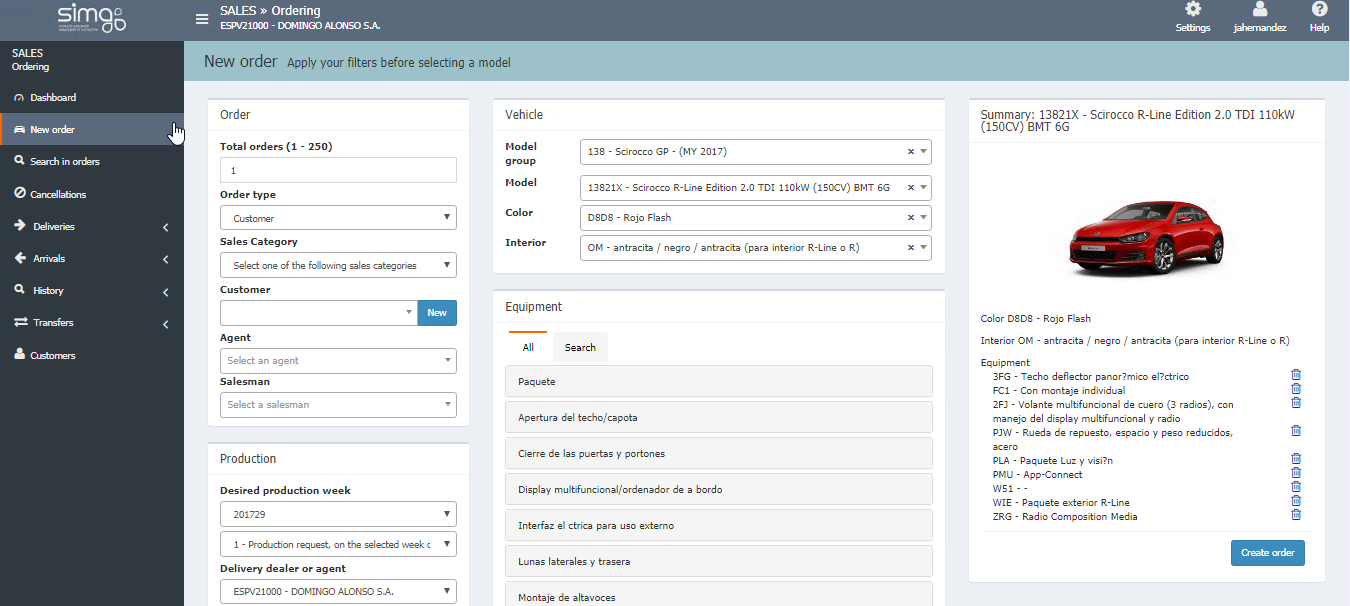 simgo
SALES » Ordering
ESPV21000 - DOMINGO ALONSO S.A.
Settings
jahernandez
Help
SALES
Ordering
Dashboard
New order
Search in orders
Cancellations
Deliveries
Arrivals
History
Transfers
Customers
New order Apply your filters before selecting a model
Order
Total orders (1 - 250)
1
Order type
Customer
Sales Category
Select one of the following sales categories
Customer
New
Agent
Select an agent
Salesman
Select a salesman
Production
Desired production week
201729
1 - Production request, on the selected week c
Delivery dealer or agent
ESPV21000 - DOMINGO ALONSO S.A.
Vehicle
Model group
138 - Scirocco GP - (MY 2017)
Model
13821X - Scirocco R-Line Edition 2.0 TDI 110kW (150CV) BMT 6G
Color
D8D8 - Rojo Flash
Interior
OM - antracita / negro / antracita (para interior R-Line o R)
Equipment
All
Search
Paquete
Apertura del techo/capota
Cierre de las puertas y portones
Display multifuncional/ordenador de a bordo
Interfaz el ctrica para uso externo
Lunas laterales y trasera
Montaje de altavoces
Summary: 13821X - Scirocco R-Line Edition 2.0 TDI 110kW
(150CV) BMT 6G
Color D8D8 - Rojo Flash
Interior OM - antracita / negro / antracita (para interior R-Line o R)
Equipment
3FG - Techo deflector panor?mico el?ctrico
FC1 - Con montaje individual
2FJ - Volante multifuncional de cuero (3 radios), con
manejo del display multifuncional y radio
PJW - Rueda de repuesto, espacio y peso reducidos,
acero
PLA - Paquete Luz y visi?n
PMU - App-Connect
W51 - -
WIE - Paquete exterior R-Line
ZRG - Radio Composition Media
Create order